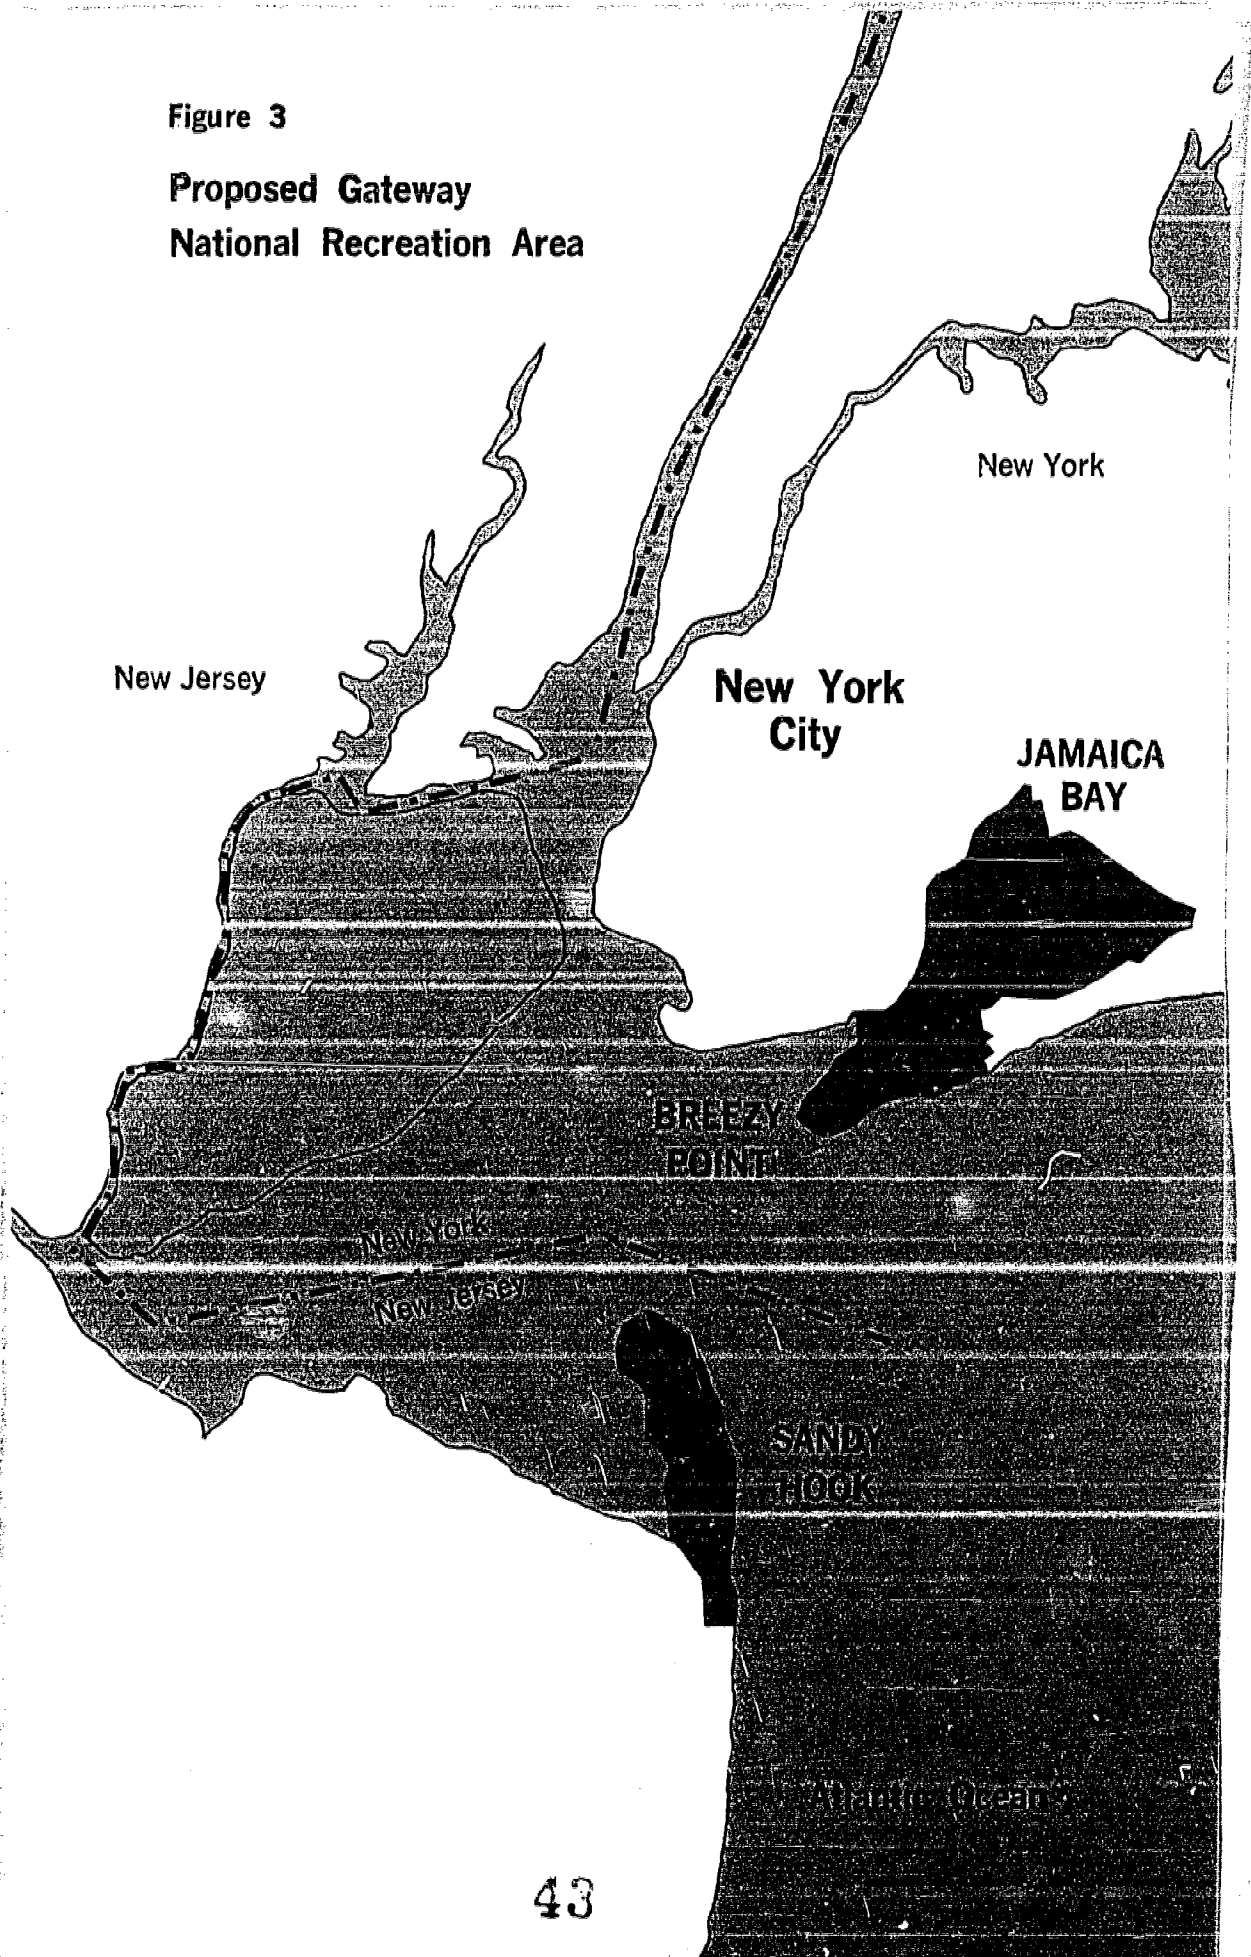 Figure 3
Proposed Gateway
National Recreation Area
New York
New Jersey
New York
City
JAMAICA
BAY
BREEZY
POINT
New York
New Jersey
SANDY
HOOK
Atlantic Ocean
43